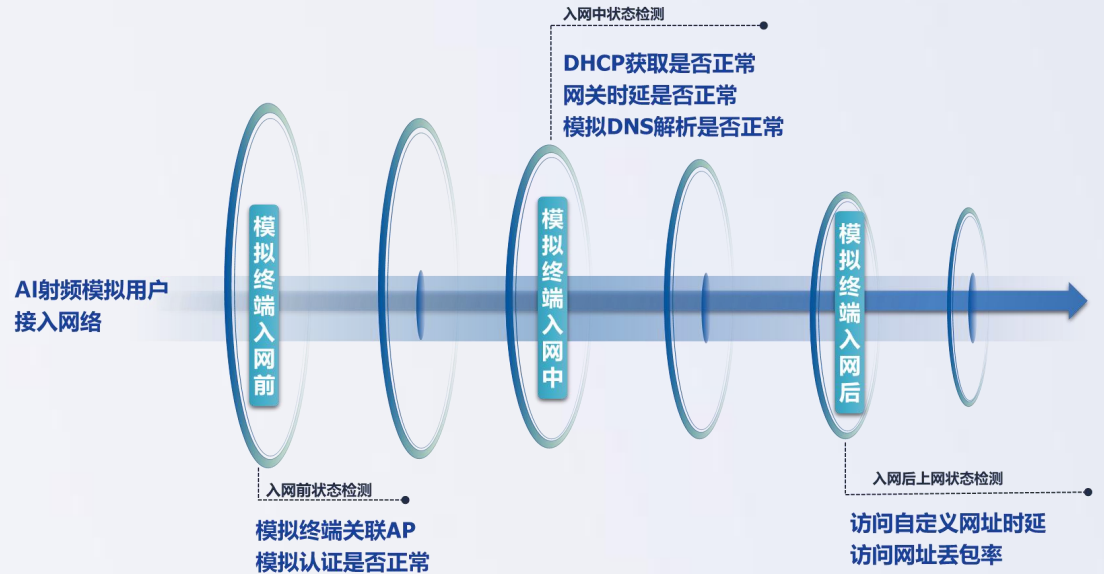 入网中状态检测
DHCP获取是否正常
网关时延是否正常
模拟DNS解析是否正常
AI射频模拟用户
接入网络
模拟终端入网前
模拟终端入网中
模拟终端入网后
入网前状态检测
模拟终端关联AP
模拟认证是否正常
入网后上网状态检测
访问自定义网址时延
访问网址丢包率